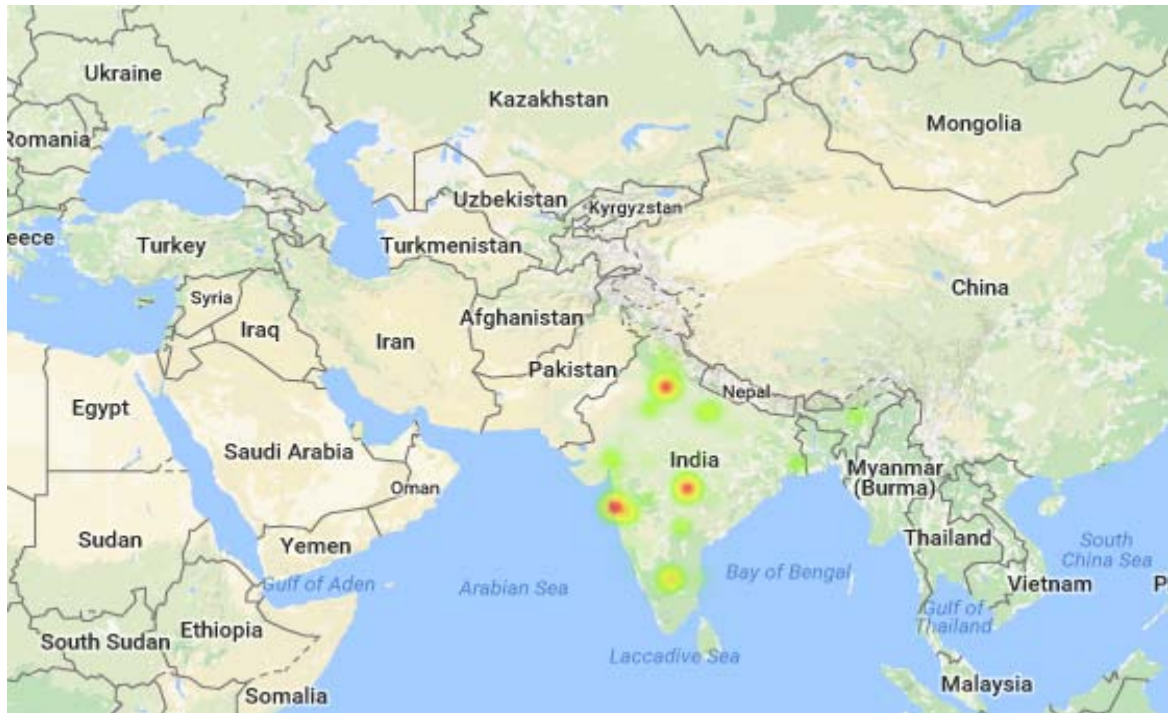 Ukraine
Kazakhstan
Mongolia
Romania
Uzbekistan
Kyrgyzstan
eece
Turkey
Turkmenistan
Syria
China
Iraq
Iran
Afghanistan
Pakistan
Nepal
Egypt
Saudi Arabia
India
Oman
Myanmar
(Burma)
Sudan
Yemen
Thailand
South
China Sea
Gulf of Aden
Arabian Sea
Bay of Bengal
Vietnam
P
Gulf of
Thailand
South Sudan
Ethiopia
Laccadive Sea
Somalia
Malaysia